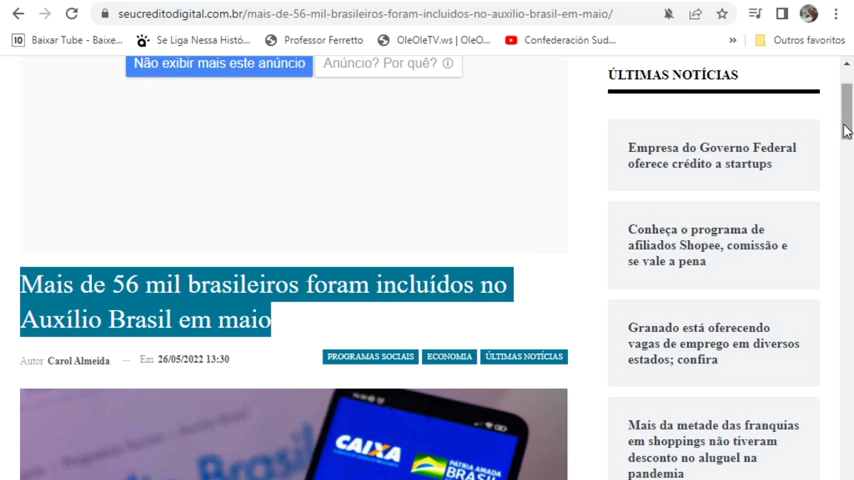 seucreditodigital.com.br/mais-de-56-mil-brasileiros-foram-incluidos-no-auxilio-brasil-em-maio/
Baixar Tube - Baixe...
Se Liga Nessa Histó...
Professor Ferretto
OleOleTV.ws | OleO...
Confederación Sud...
»
Outros favoritos
Não exibir mais este anúncio
Anúncio? Por quê?
Mais de 56 mil brasileiros foram incluídos no
Auxílio Brasil em maio
Autor Carol Almeida — Em 26/05/2022 13:30
PROGRAMAS SOCIAIS
ECONOMIA
ÚLTIMAS NOTÍCIAS
CAIXA
PÁTRIA AMADA
BRASIL
Brasil
ÚLTIMAS NOTÍCIAS
Empresa do Governo Federal
oferece crédito a startups
Conheça o programa de
afiliados Shopee, comissão e
se vale a pena
Granado está oferecendo
vagas de emprego em diversos
estados; confira
Mais da metade das franquias
em shoppings não tiveram
desconto no aluguel na
pandemia